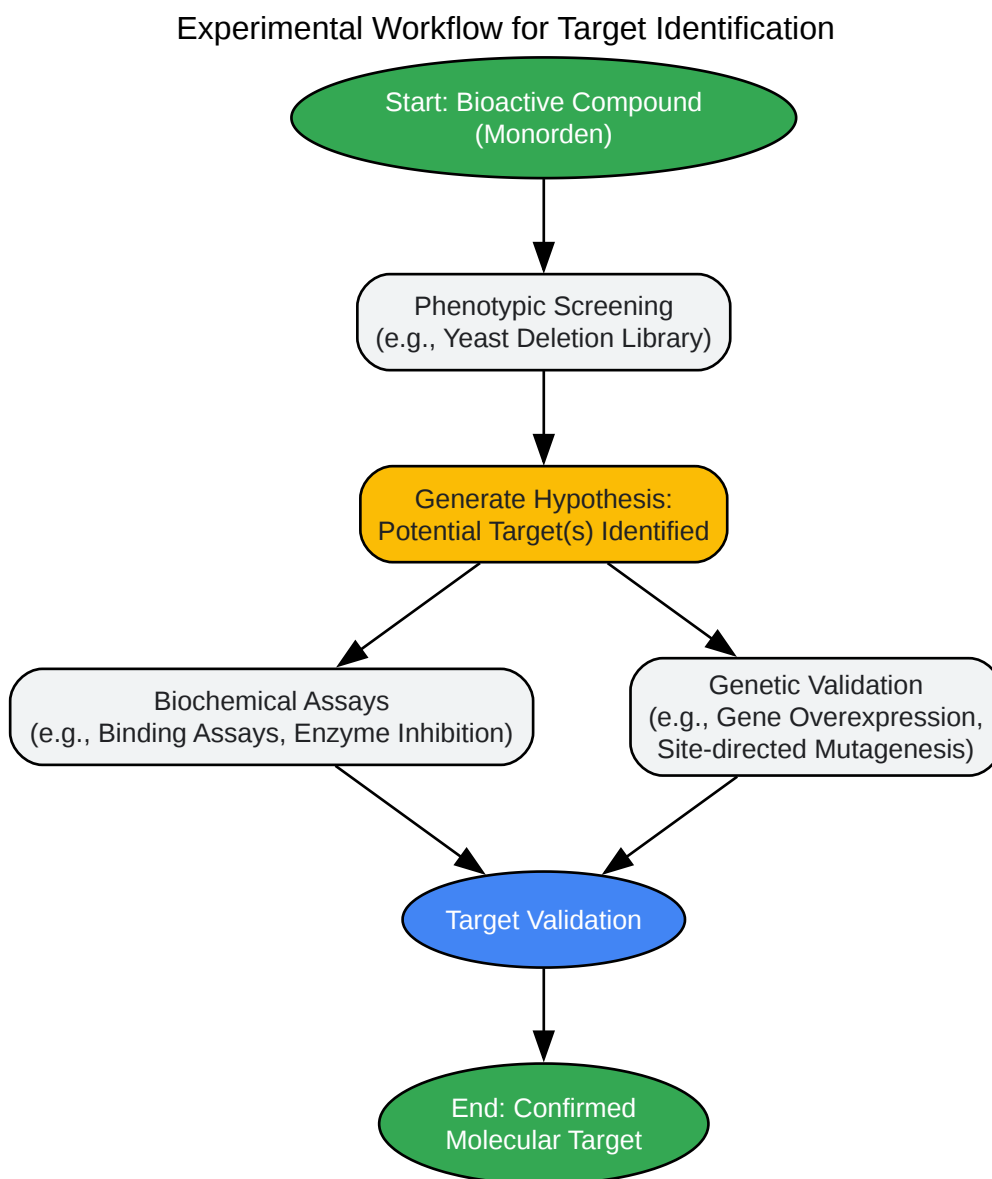 Experimental Workflow for Target Identification
Start: Bioactive Compound
(Monorden)
Phenotypic Screening
(e.g., Yeast Deletion Library)
Generate Hypothesis:
Potential Target(s) Identified
Biochemical Assays
(e.g., Binding Assays, Enzyme Inhibition)
Genetic Validation
(e.g., Gene Overexpression,
Site-directed Mutagenesis)
Target Validation
End: Confirmed
Molecular Target